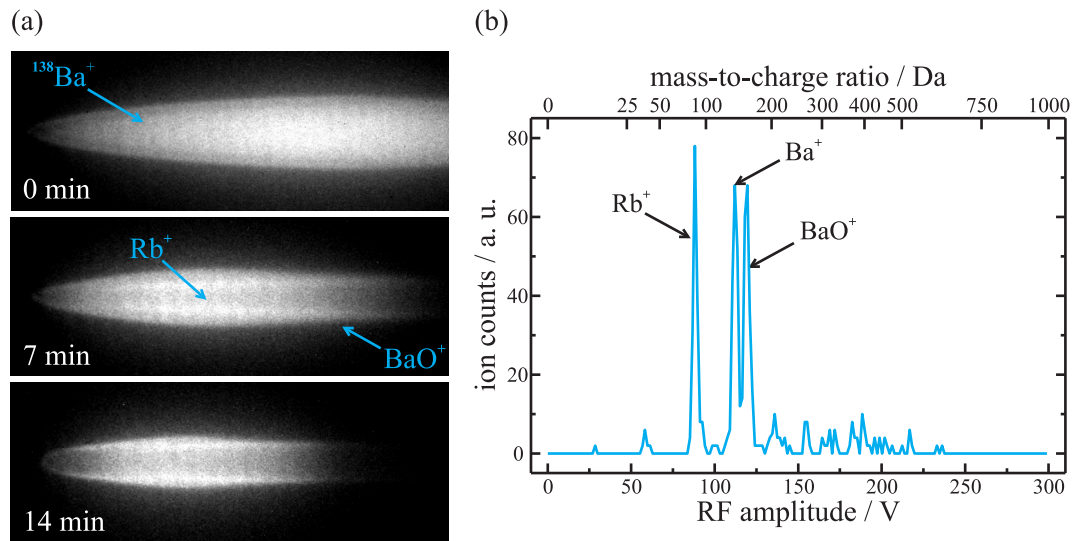 (a)
¹³⁸Ba⁺
0 min
Rb⁺
BaO⁺
7 min
14 min
(b)
mass-to-charge ratio / Da
0 25 50 100 200 300 400 500 750 1000
80
60
40
20
0
ion counts / a. u.
Rb⁺
Ba⁺
BaO⁺
0 50 100 150 200 250 300
RF amplitude / V